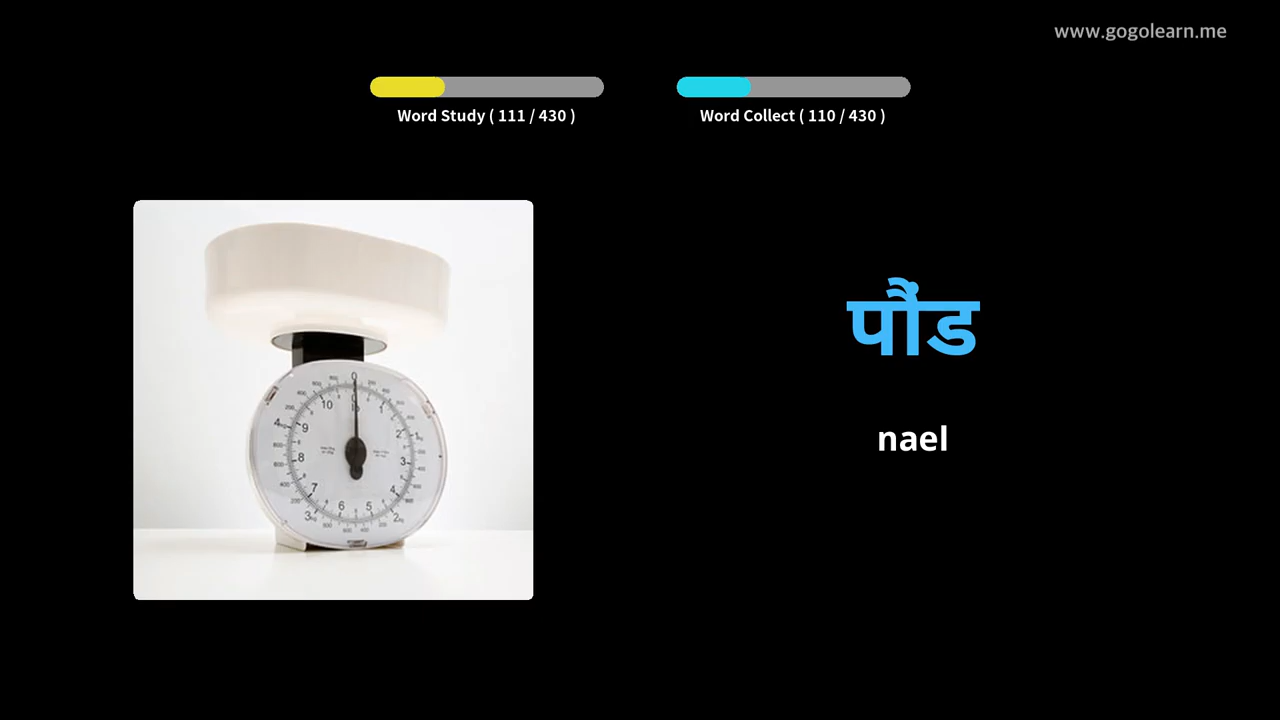 www.gogolearn.me
Word Study ( 111 / 430 )
Word Collect ( 110 / 430 )
पौंड
nael